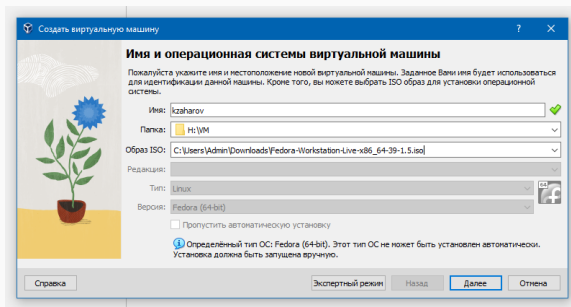 Создать виртуальную машину
?
Имя и операционная системы виртуальной машины
Пожалуйста укажите имя и местоположение новой виртуальной машины. Заданное Вами имя будет использоваться
для идентификации данной машины. Кроме того, вы можете выбрать ISO образ для установки операционной
системы.
Имя: kzaharov
Папка: H:\VM
Образ ISO: C:\Users\Admin\Downloads\Fedora-Workstation-Live-x86_64-39-1.5.iso
Редакция:
Тип: Linux
64
Версия: Fedora (64-bit)
Пропустить автоматическую установку
Определённый тип ОС: Fedora (64-bit). Этот тип ОС не может быть установлен автоматически.
Установка должна быть запущена вручную.
Справка Экспертный режим Назад Далее Отмена